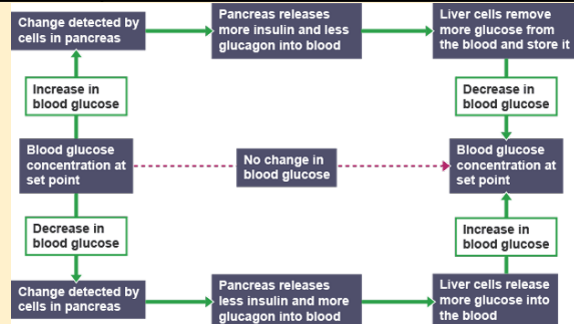 Change detected by
cells in pancreas
Pancreas releases
more insulin and less
glucagon into blood
Liver cells remove
more glucose from
the blood and store it
Increase in
blood glucose
Decrease in
blood glucose
Blood glucose
concentration at
set point
No change in
blood glucose
Blood glucose
concentration at
set point
Decrease in
blood glucose
Increase in
blood glucose
Change detected by
cells in pancreas
Pancreas releases
less insulin and more
glucagon into blood
Liver cells release
more glucose into
the blood